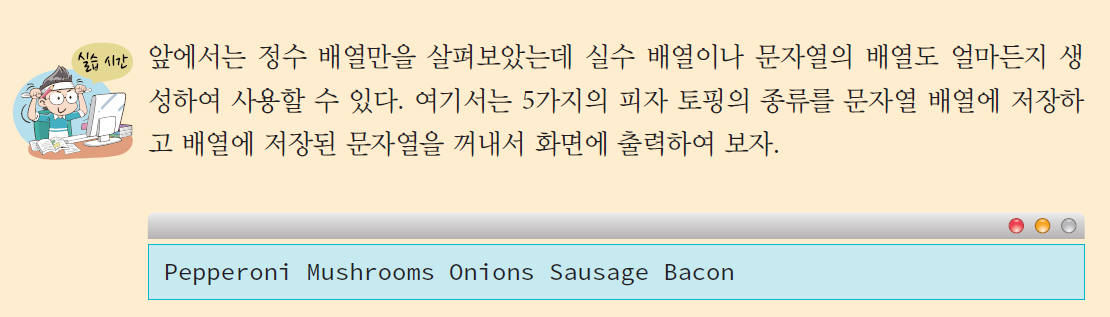 실습 시간
앞에서는 정수 배열만을 살펴보았는데 실수 배열이나 문자열의 배열도 얼마든지 생
성하여 사용할 수 있다. 여기서는 5가지의 피자 토핑의 종류를 문자열 배열에 저장하
고 배열에 저장된 문자열을 꺼내서 화면에 출력하여 보자.
Pepperoni Mushrooms Onions Sausage Bacon